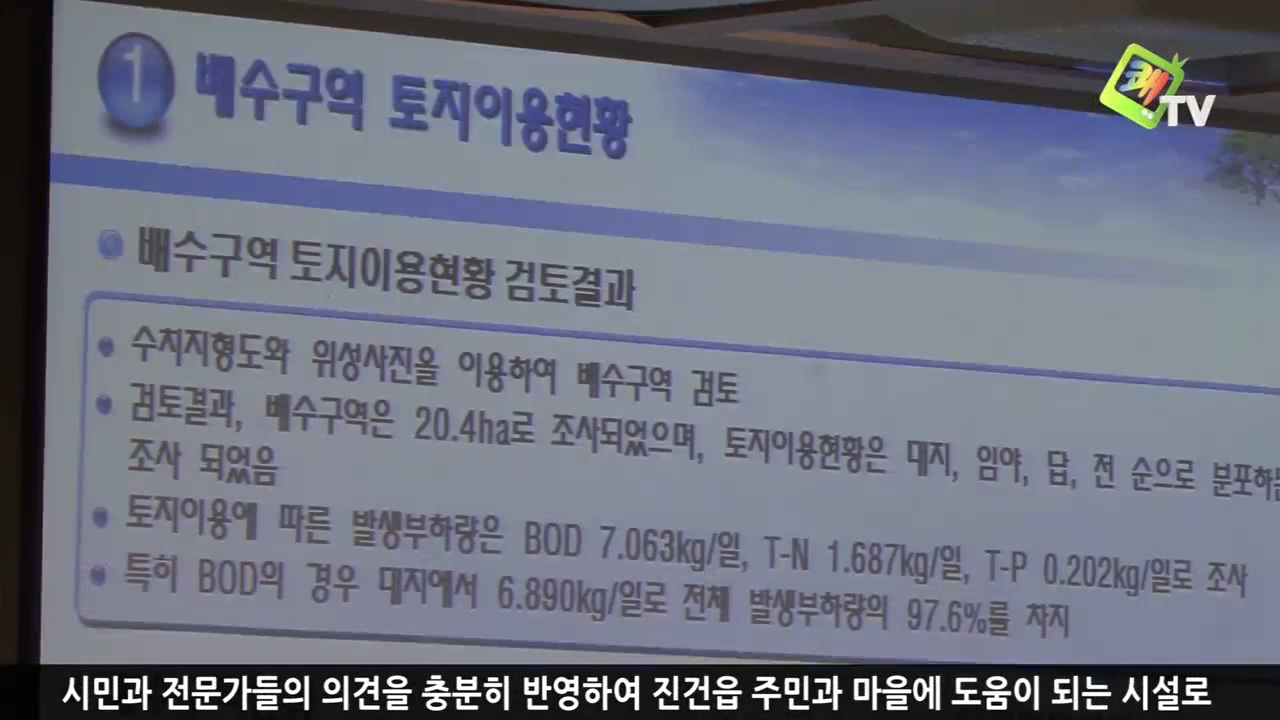 1 배수구역 토지이용현황
쾌TV
배수구역 토지이용현황 검토결과
수치지형도와 위성사진을 이용하여 배수구역 검토
검토결과, 배수구역은 20.4ha로 조사되었으며, 토지이용현황은 대지, 임야, 답, 전 순으로
조사 되었음
토지이용에 따른 발생부하량은 BOD 7.063kg/일, T-N 1.687kg/일, T-P 0.202kg/일로 조사
특히 BOD의 경우 대지에서 6.890kg/일로 전체 발생부하량의 97.6%를 차지
시민과 전문가들의 의견을 충분히 반영하여 진건읍 주민과 마을에 도움이 되는 시설로